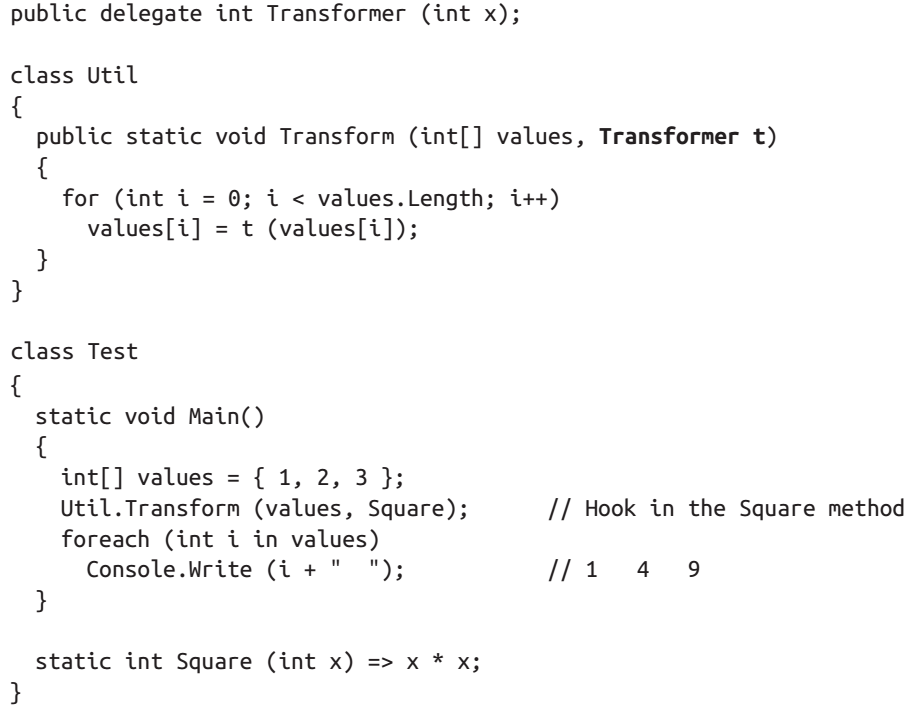 public delegate int Transformer (int x);

class Util
{
  public static void Transform (int[] values, Transformer t)
  {
    for (int i = 0; i < values.Length; i++)
      values[i] = t (values[i]);
  }
}

class Test
{
  static void Main()
  {
    int[] values = { 1, 2, 3 };
    Util.Transform (values, Square);      // Hook in the Square method
    foreach (int i in values)
      Console.Write (i + "  ");           // 1   4   9
  }

  static int Square (int x) => x * x;
}